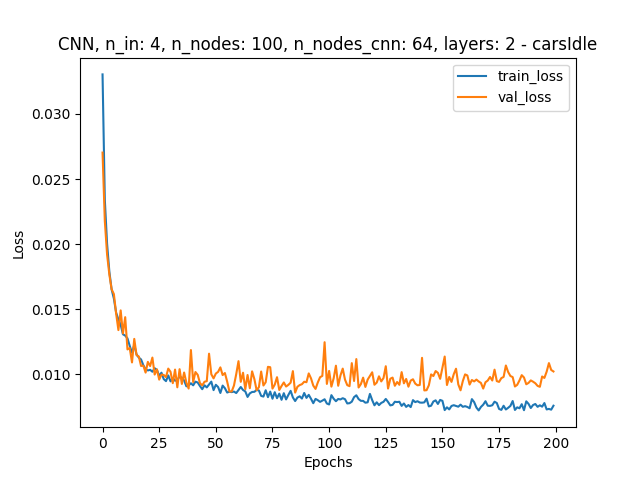 CNN, n_in: 4, n_nodes: 100, n_nodes_cnn: 64, layers: 2 - carsIdle
train_loss
val_loss
0.030
0.025
0.020
0.015
0.010
Loss
0
25
50
75
100
125
150
175
200
Epochs